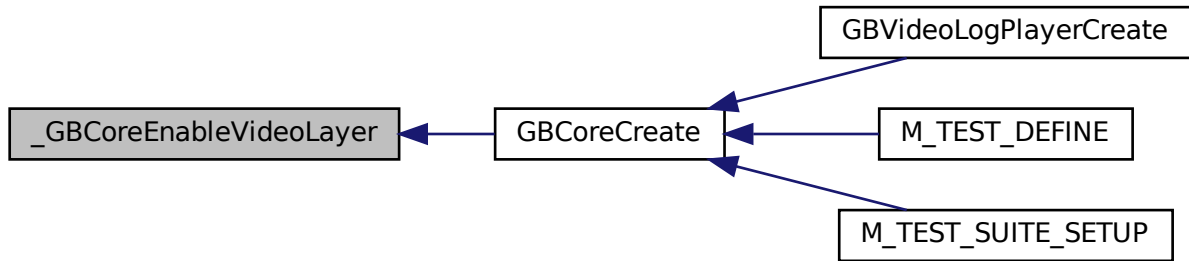 GBVideoLogPlayerCreate
_GBCoreEnableVideoLayer
GBCoreCreate
M_TEST_DEFINE
M_TEST_SUITE_SETUP